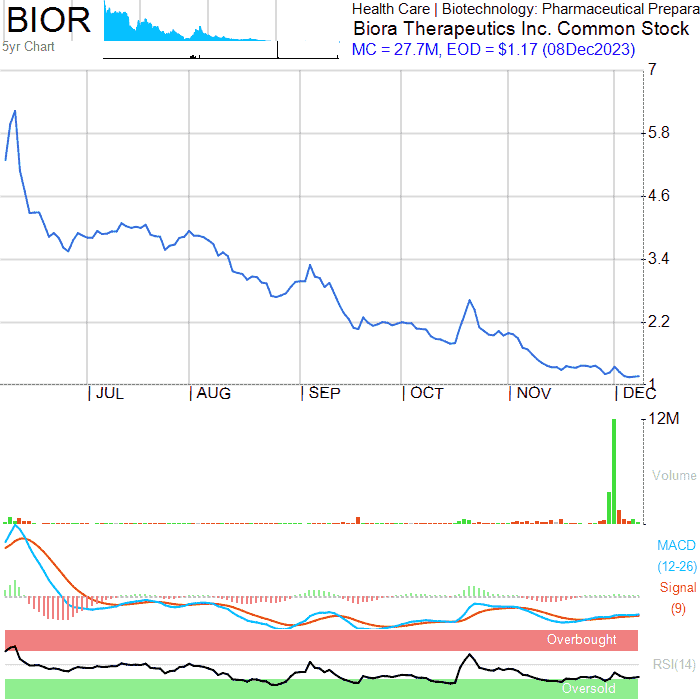 BIOR
5yr Chart
Health Care | Biotechnology: Pharmaceutical Prepara
Biora Therapeutics Inc. Common Stock
MC = 27.7M, EOD = $1.17 (08Dec2023)
7
5.8
4.6
3.4
2.2
1
JUL AUG SEP OCT NOV DEC
12M
Volume
MACD
(12-26)
Signal
(9)
Overbought
RSI(14)
Oversold